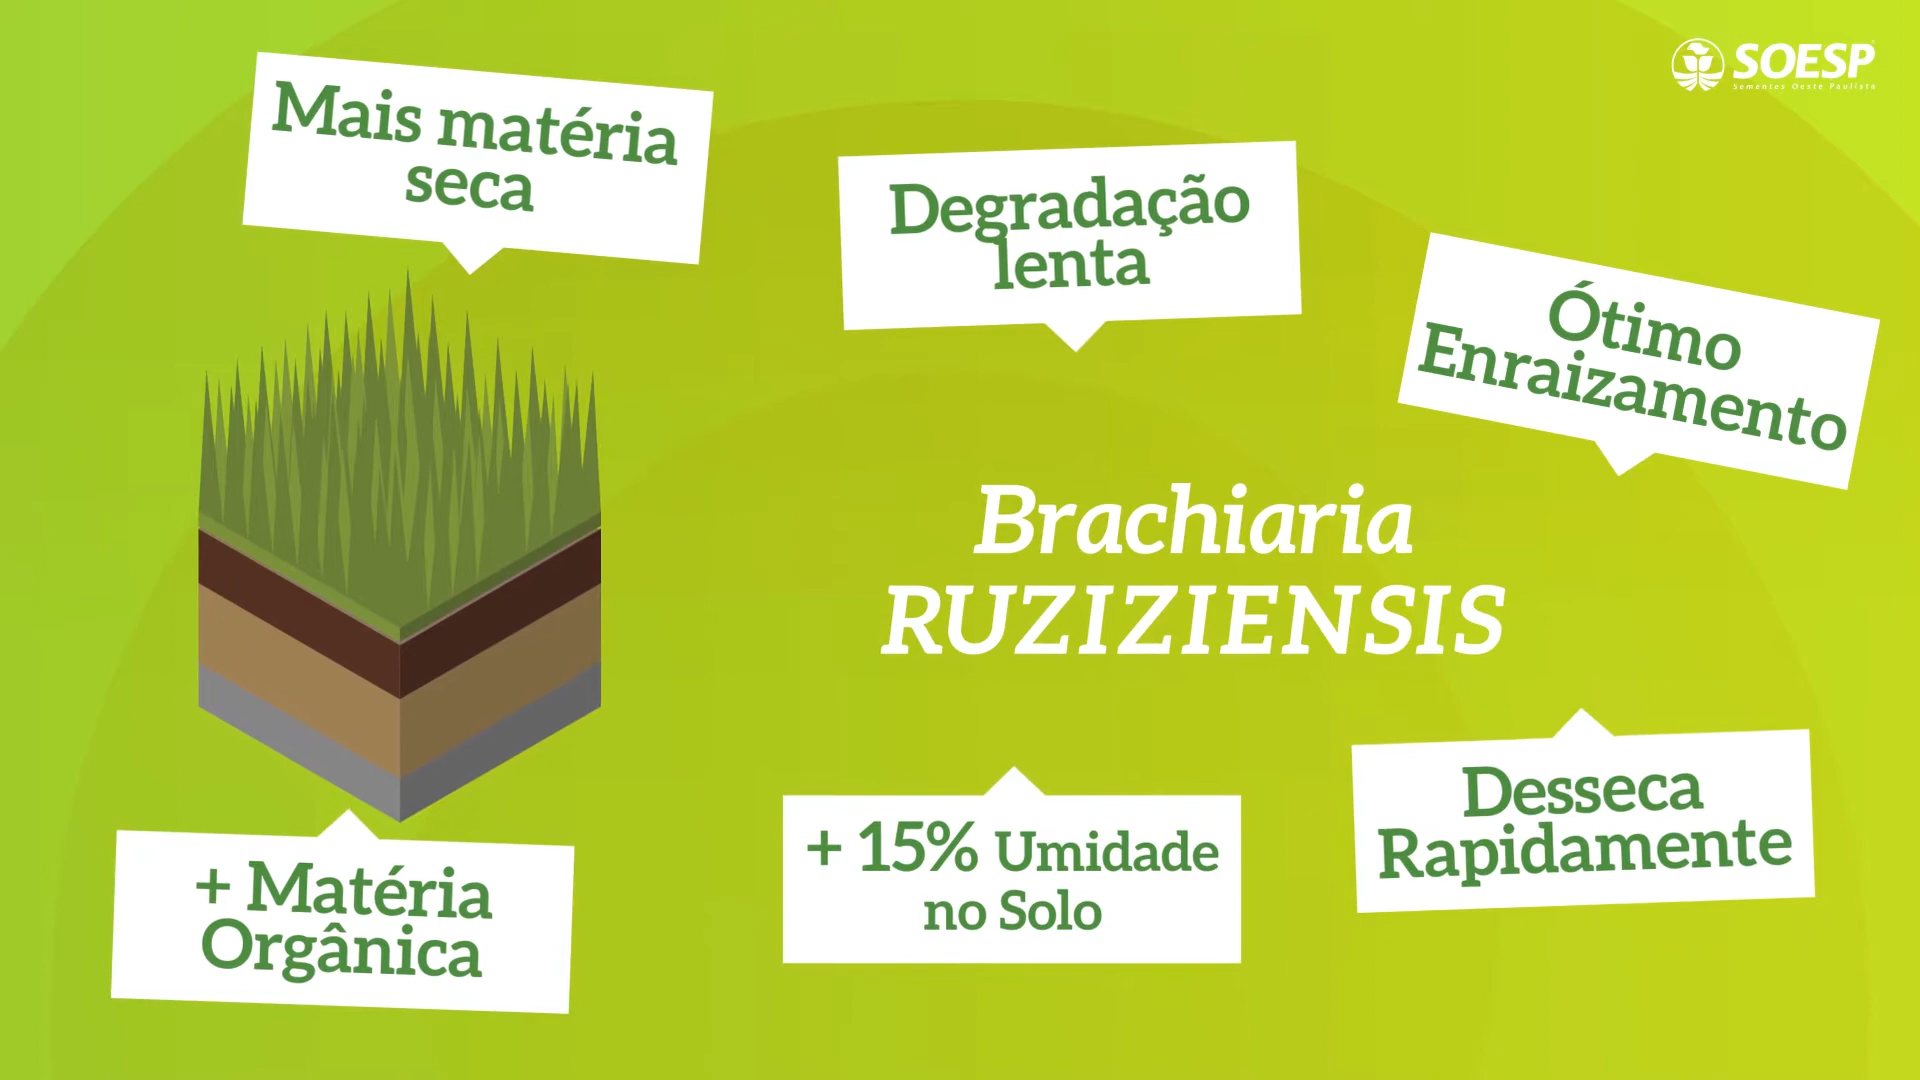 SOESP
Sementes Oeste Paulista
Mais matéria
seca
Degradação
lenta
Ótimo
Enraizamento
Brachiaria
RUZIZIENSIS
+ Matéria
Orgânica
+ 15% Umidade
no Solo
Desseca
Rapidamente